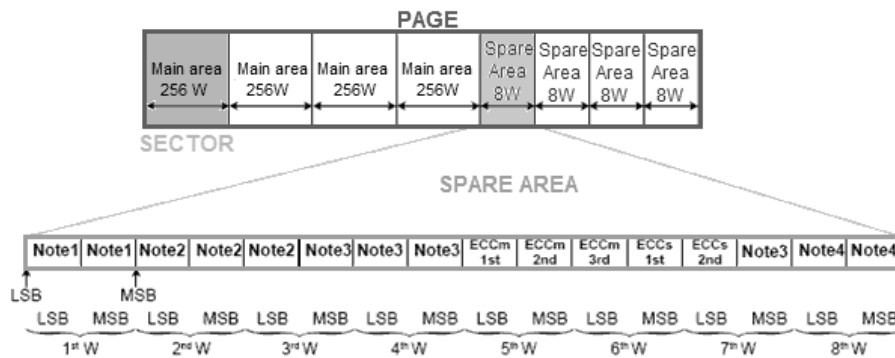 PAGE
Main area 256 W
Main area 256W
Main area 256W
Main area 256W
Spare Area 8W
Spare Area 8W
Spare Area 8W
Spare Area 8W
SECTOR
SPARE AREA
Note1 Note1 Note2 Note2 Note2 Note3 Note3 Note3 ECCm 1st ECCm 2nd ECCm 3rd ECCs 1st ECCs 2nd Note3 Note4 Note4
LSB MSB
LSB MSB LSB MSB LSB MSB LSB MSB LSB MSB LSB MSB LSB MSB LSB MSB
1st W 2nd W 3rd W 4th W 5th W 6th W 7th W 8th W